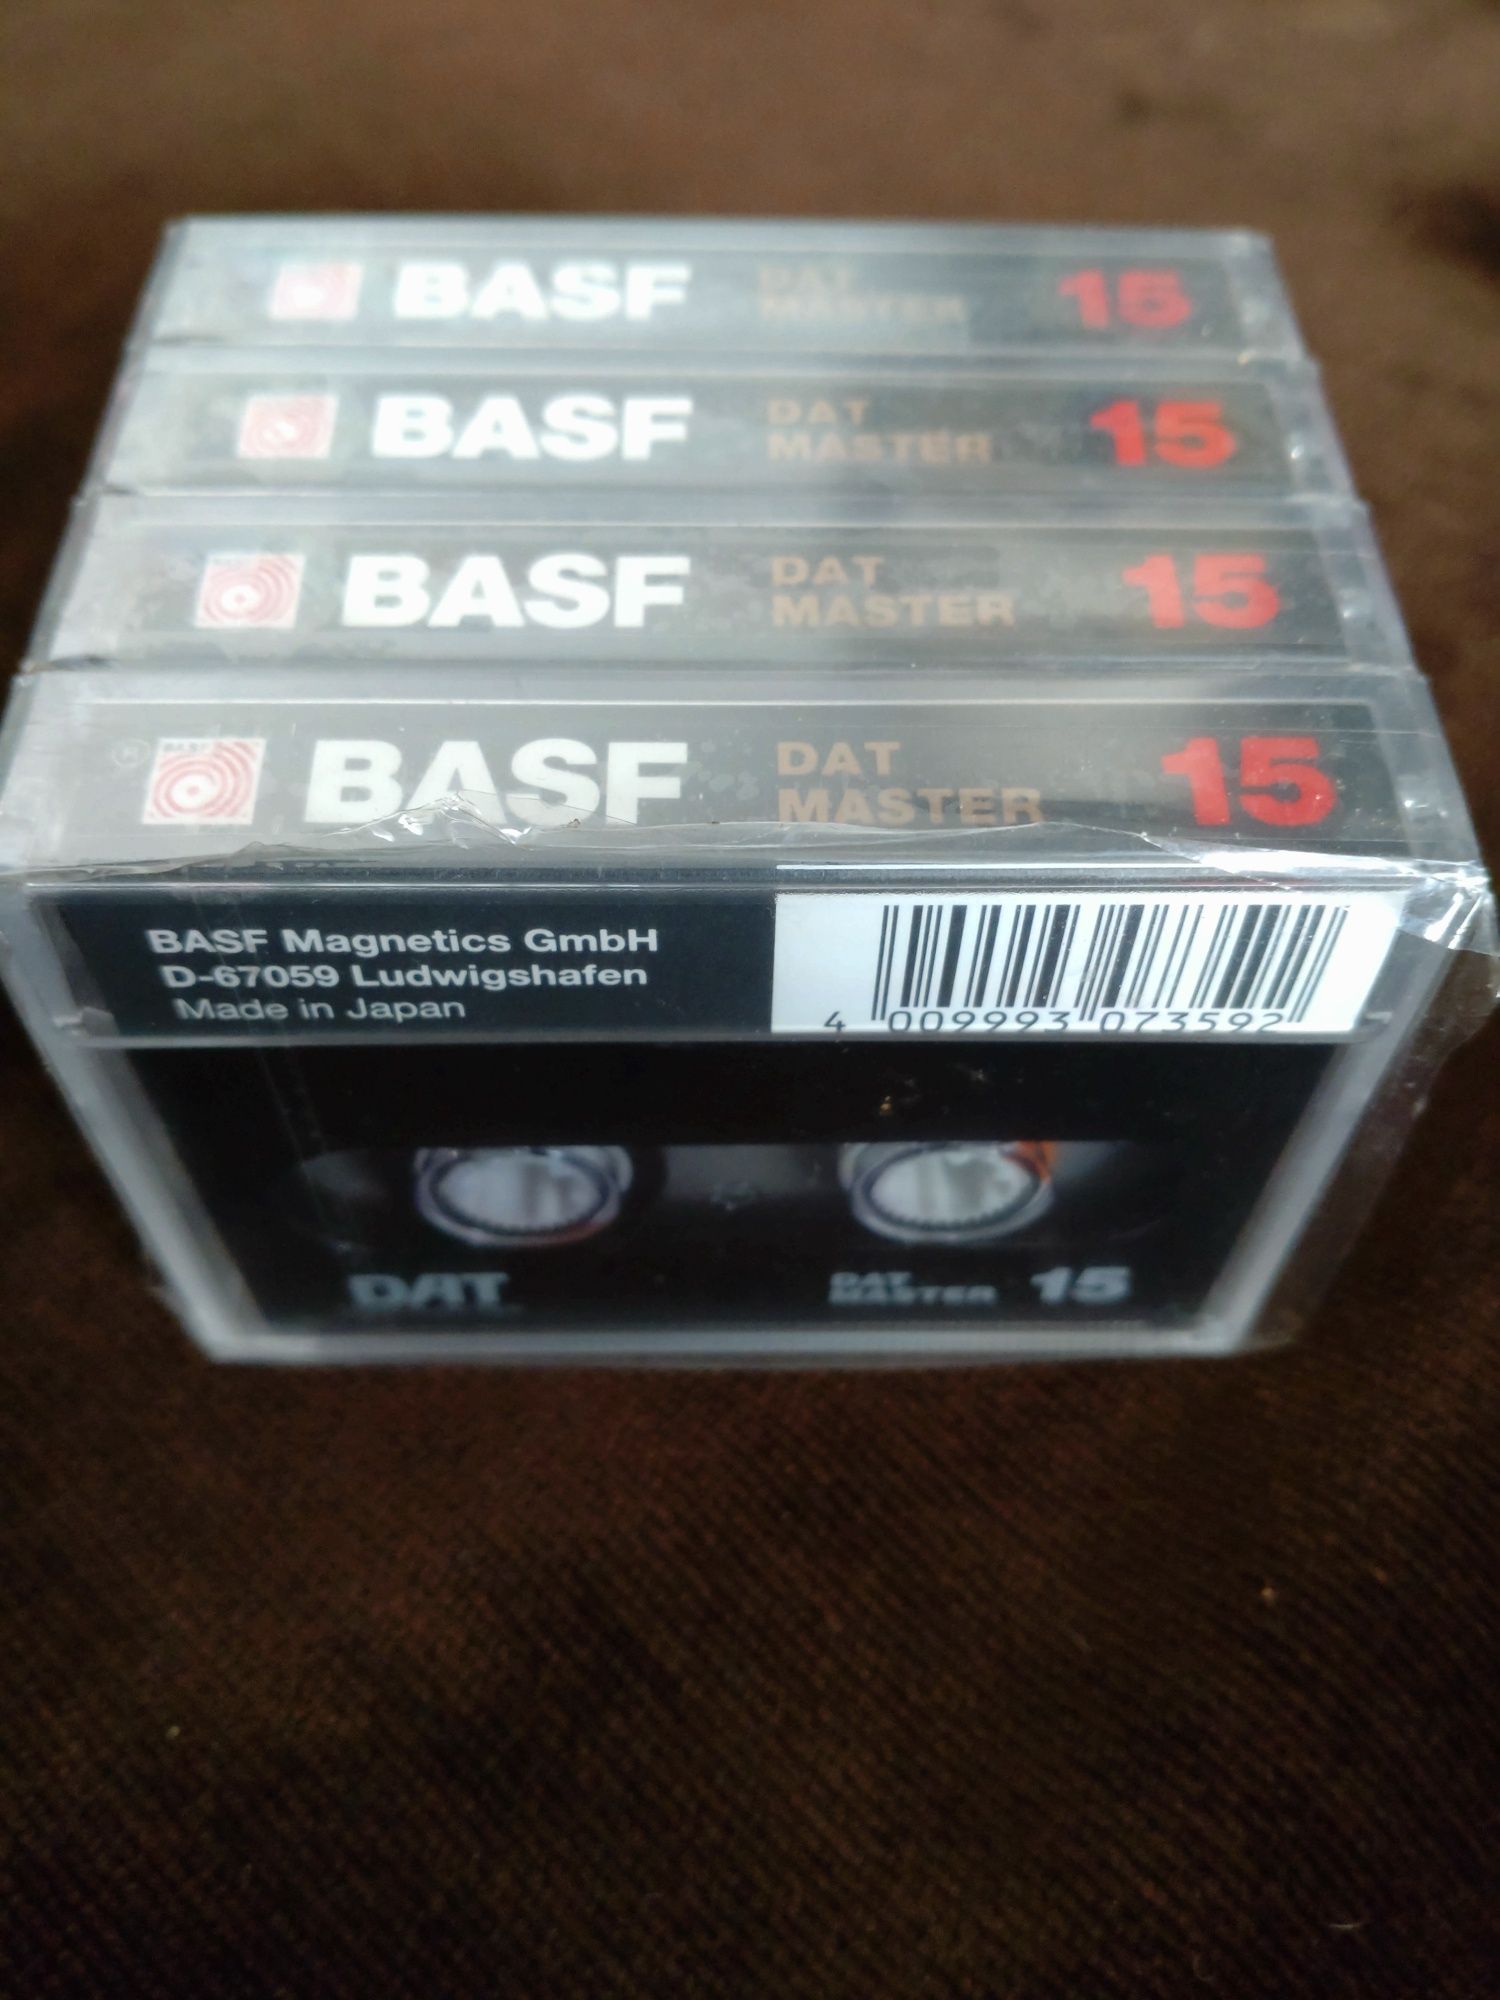 BASF DAT MASTER 15
BASF DAT MASTER 15
BASF DAT MASTER 15
BASF BASF DAT MASTER 15
BASF Magnetics GmbH
D-67059 Ludwigshafen
Made in Japan
4 009993 073592
DAT DAT MASTER 15